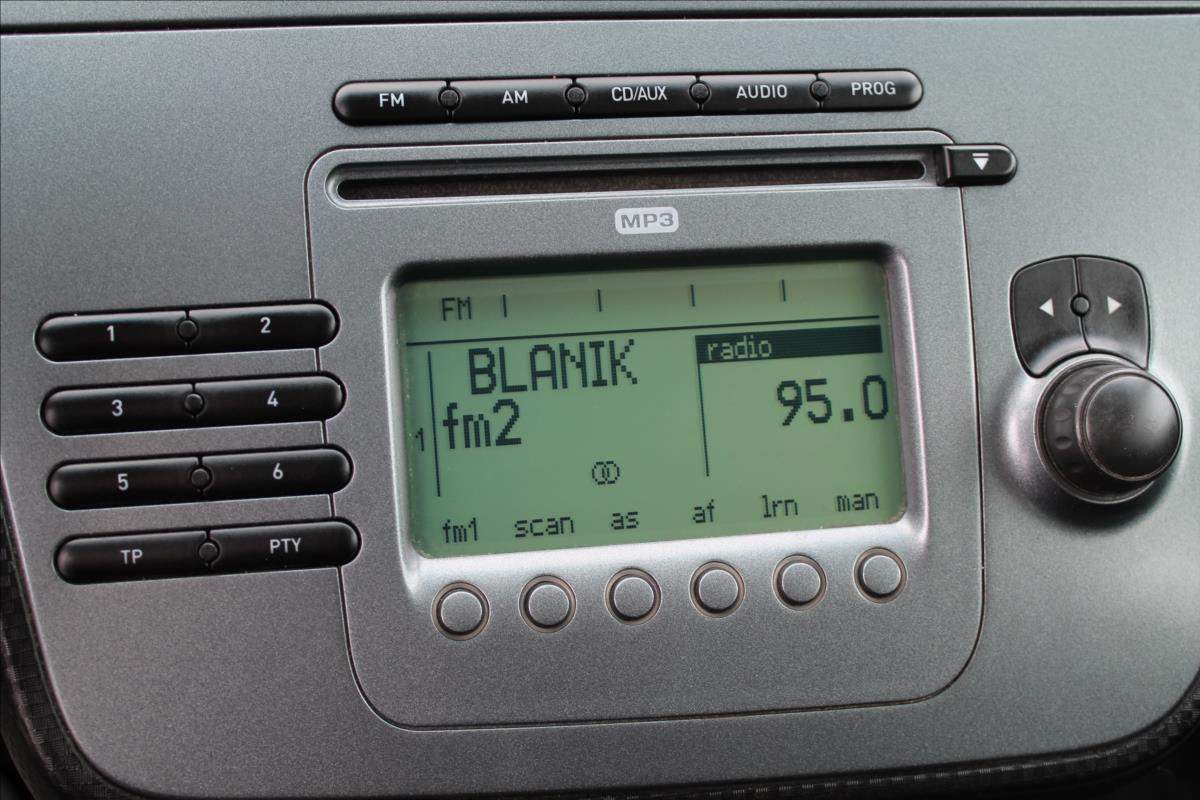 FM AM CD/AUX AUDIO PROG
MP3
1 2
3 4
5 6
TP PTY
FM
BLANIK
radio
1 fm2
95.0
fm1 scan as af lrn man